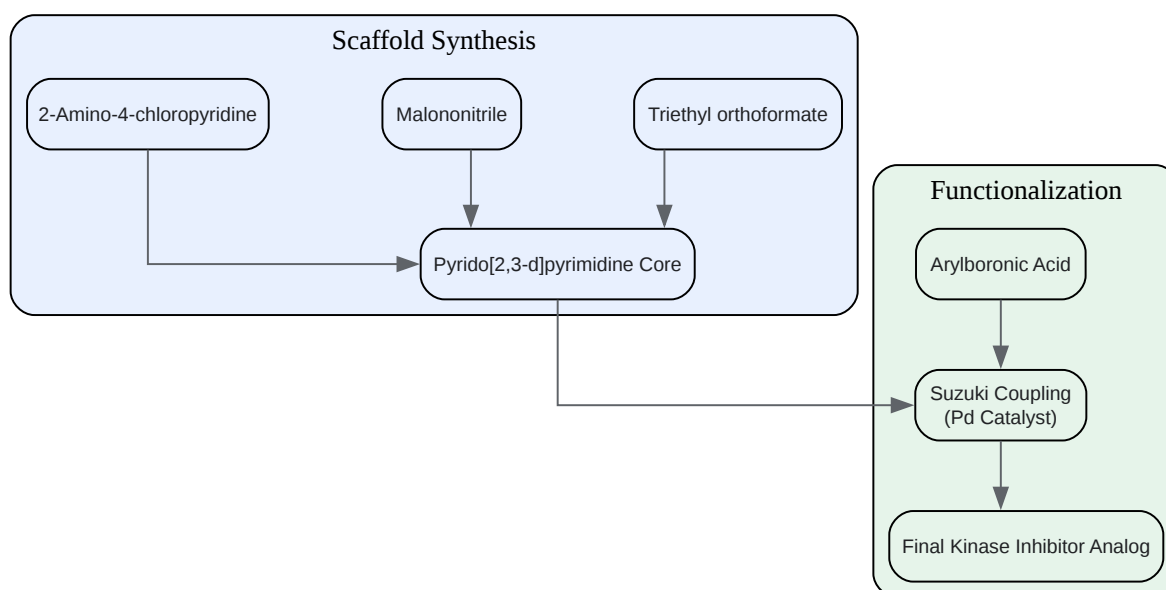 Scaffold Synthesis
2-Amino-4-chloropyridine
Malononitrile
Triethyl orthoformate
Pyrido[2,3-d]pyrimidine Core
Functionalization
Arylboronic Acid
Suzuki Coupling
(Pd Catalyst)
Final Kinase Inhibitor Analog